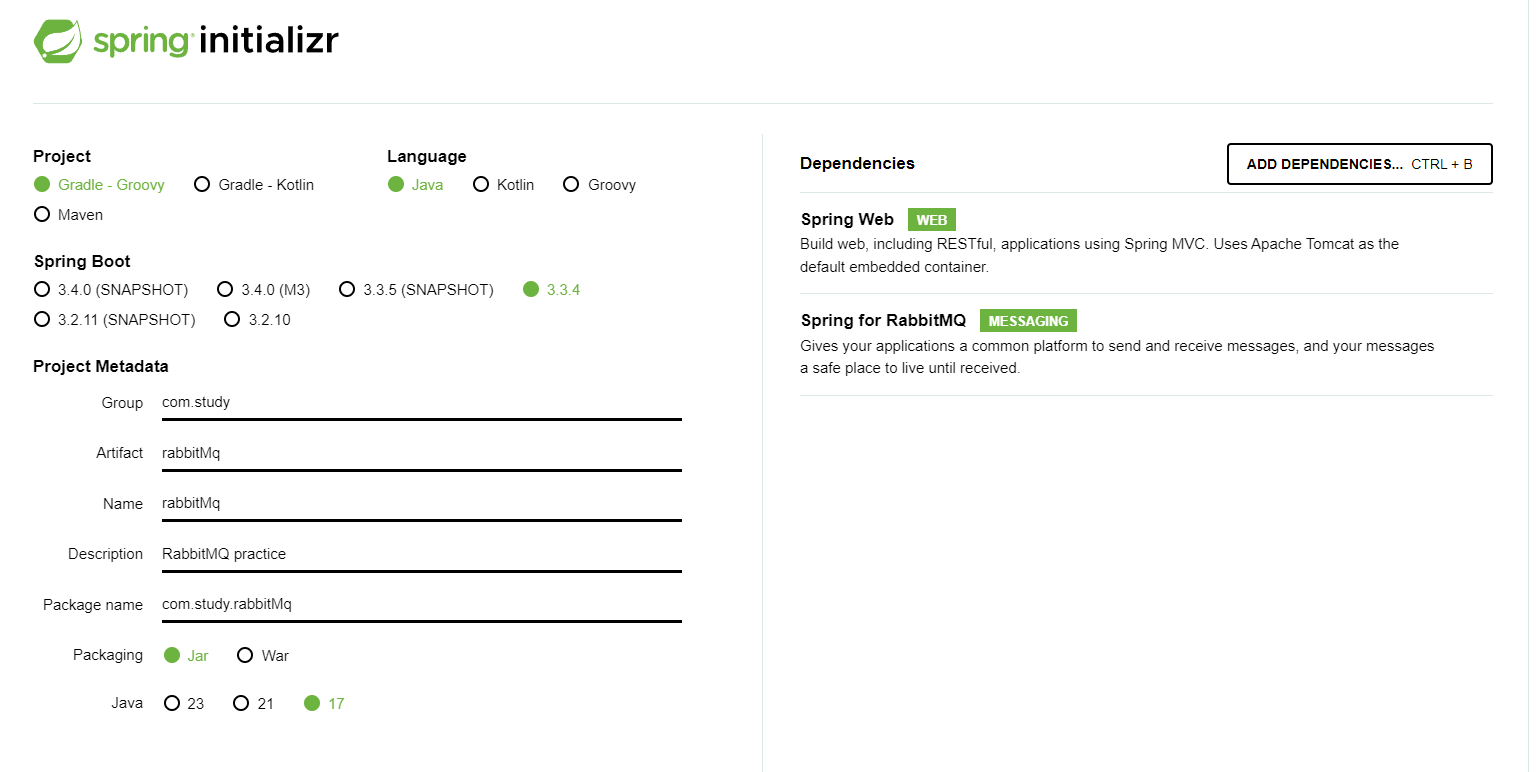 spring initializr
Project
Gradle - Groovy Gradle - Kotlin
Maven
Language
Java Kotlin Groovy
Spring Boot
3.4.0 (SNAPSHOT) 3.4.0 (M3) 3.3.5 (SNAPSHOT) 3.3.4
3.2.11 (SNAPSHOT) 3.2.10
Project Metadata
Group com.study
Artifact rabbitMq
Name rabbitMq
Description RabbitMQ practice
Package name com.study.rabbitMq
Packaging Jar War
Java 23 21 17
Dependencies ADD DEPENDENCIES... CTRL + B
Spring Web WEB
Build web, including RESTful, applications using Spring MVC. Uses Apache Tomcat as the
default embedded container.
Spring for RabbitMQ MESSAGING
Gives your applications a common platform to send and receive messages, and your messages
a safe place to live until received.